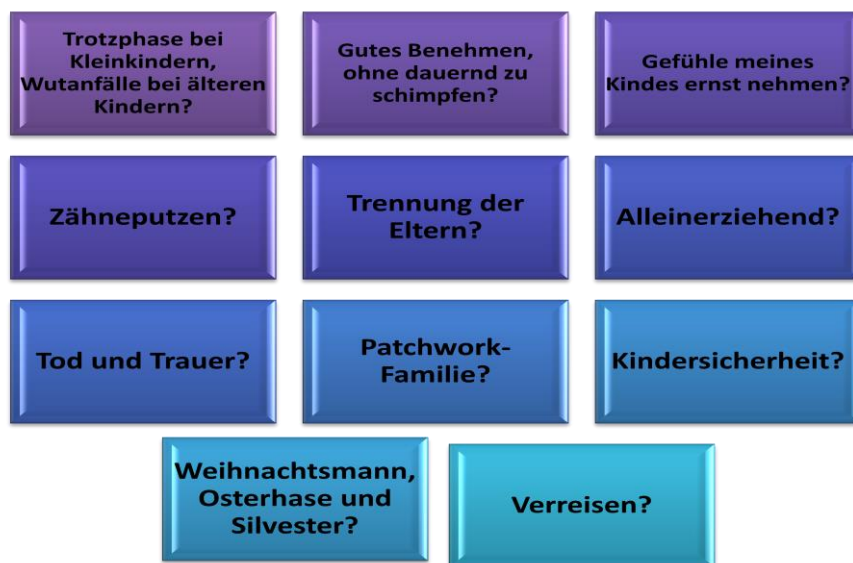 Trotzphase bei
Kleinkindern,
Wutanfälle bei älteren
Kindern?
Gutes Benehmen,
ohne dauernd zu
schimpfen?
Gefühle meines
Kindes ernst nehmen?
Zähneputzen?
Trennung der
Eltern?
Alleinerziehend?
Tod und Trauer?
Patchwork-
Familie?
Kindersicherheit?
Weihnachtsmann,
Osterhase und
Silvester?
Verreisen?